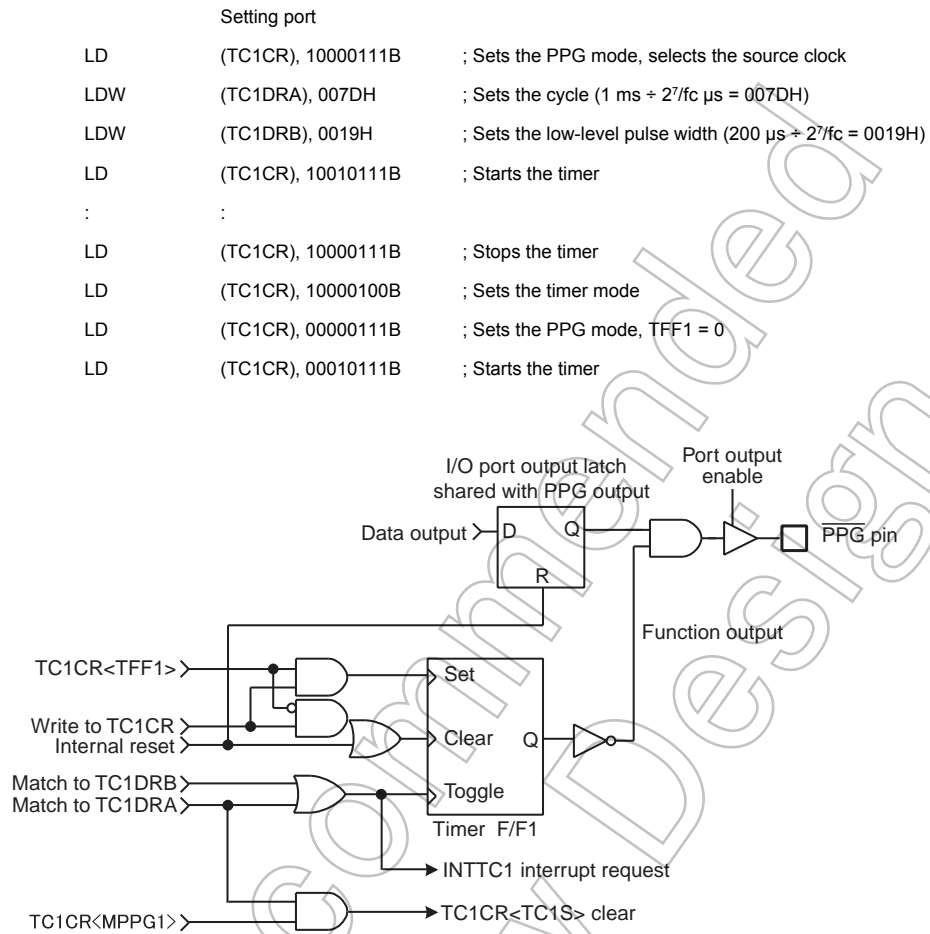 Setting port
LD (TC1CR), 10000111B ; Sets the PPG mode, selects the source clock
LDW (TC1DRA), 007DH ; Sets the cycle (1 ms ÷ 2⁷/fc μs = 007DH)
LDW (TC1DRB), 0019H ; Sets the low-level pulse width (200 μs ÷ 2⁷/fc = 0019H)
LD (TC1CR), 10010111B ; Starts the timer
: :
LD (TC1CR), 10000111B ; Stops the timer
LD (TC1CR), 10000100B ; Sets the timer mode
LD (TC1CR), 00000111B ; Sets the PPG mode, TFF1 = 0
LD (TC1CR), 00010111B ; Starts the timer
I/O port output latch
shared with PPG output
Port output
enable
Data output
D
Q
R
P̅P̅G̅ pin
Function output
TC1CR<TFF1>
Set
Write to TC1CR
Internal reset
Clear
Q
Match to TC1DRB
Match to TC1DRA
Toggle
Timer F/F1
INTTC1 interrupt request
TC1CR<TC1S> clear
TC1CR<MPPG1>
commended
Design